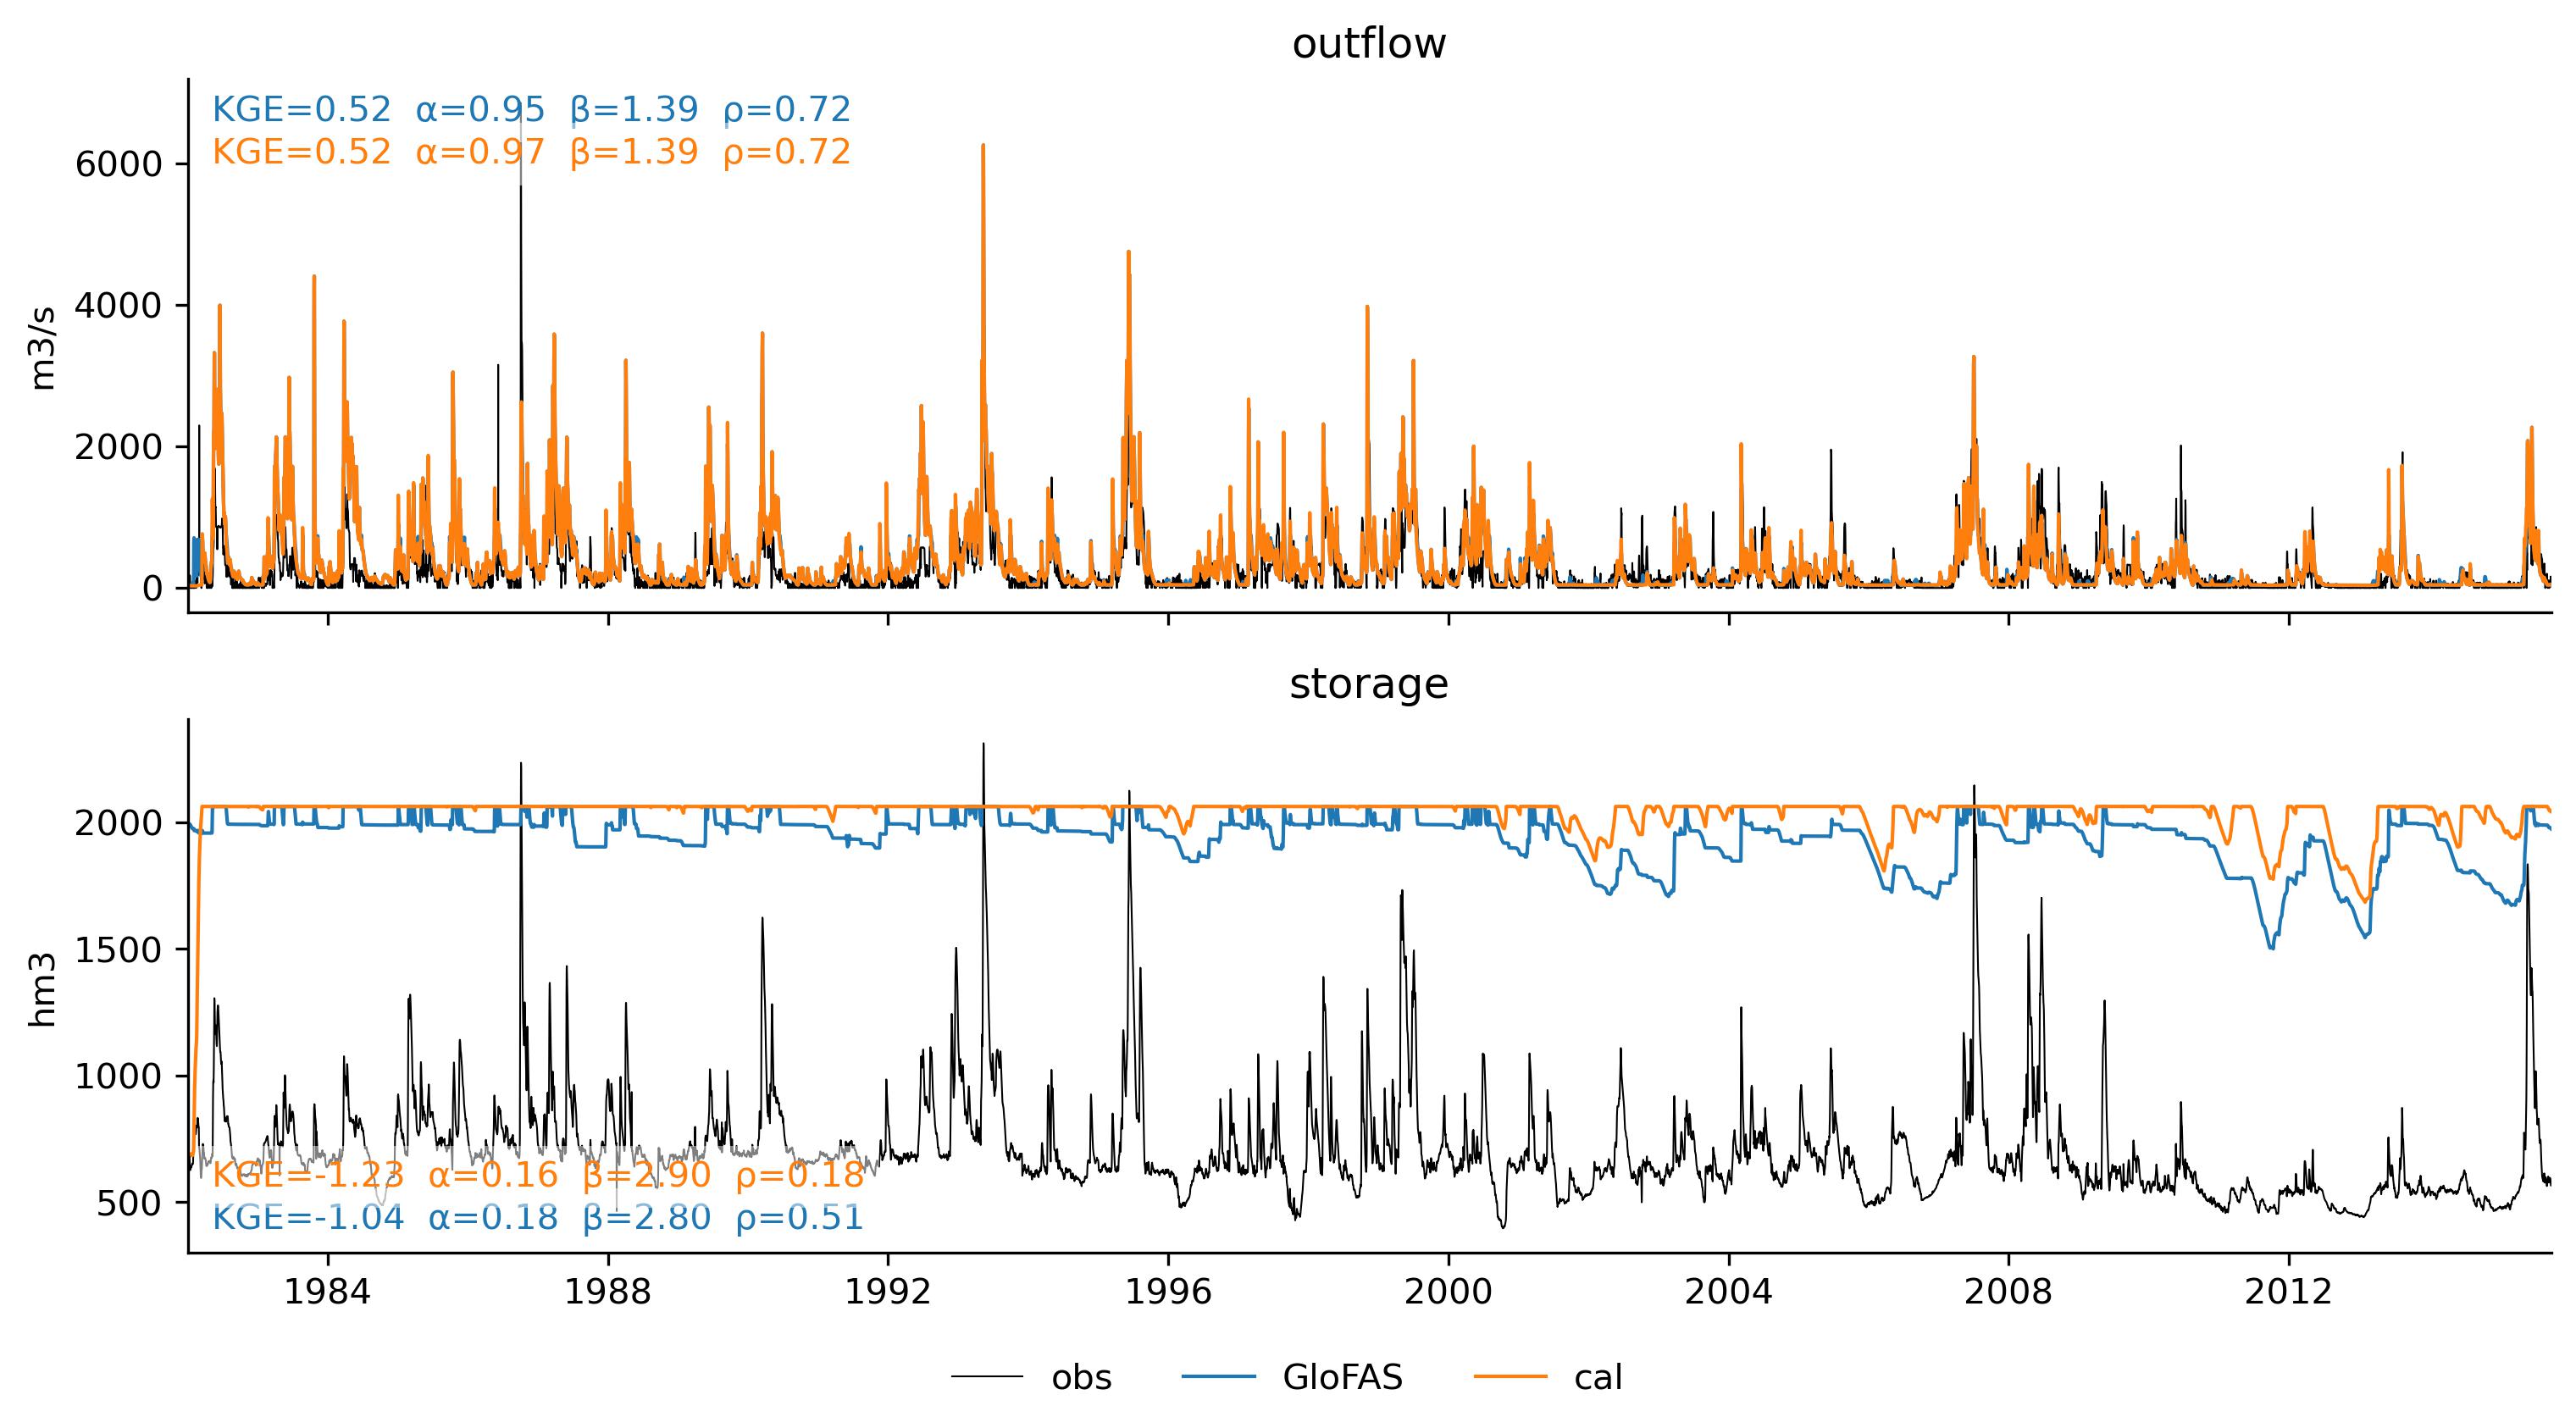 outflow
KGE=0.52 α=0.95 β=1.39 ρ=0.72
KGE=0.52 α=0.97 β=1.39 ρ=0.72
6000
4000
2000
0
m3/s
storage
2000
1500
1000
500
hm3
KGE=-1.23 α=0.16 β=2.90 ρ=0.18
KGE=-1.04 α=0.18 β=2.80 ρ=0.51
1984 1988 1992 1996 2000 2004 2008 2012
obs GloFAS cal